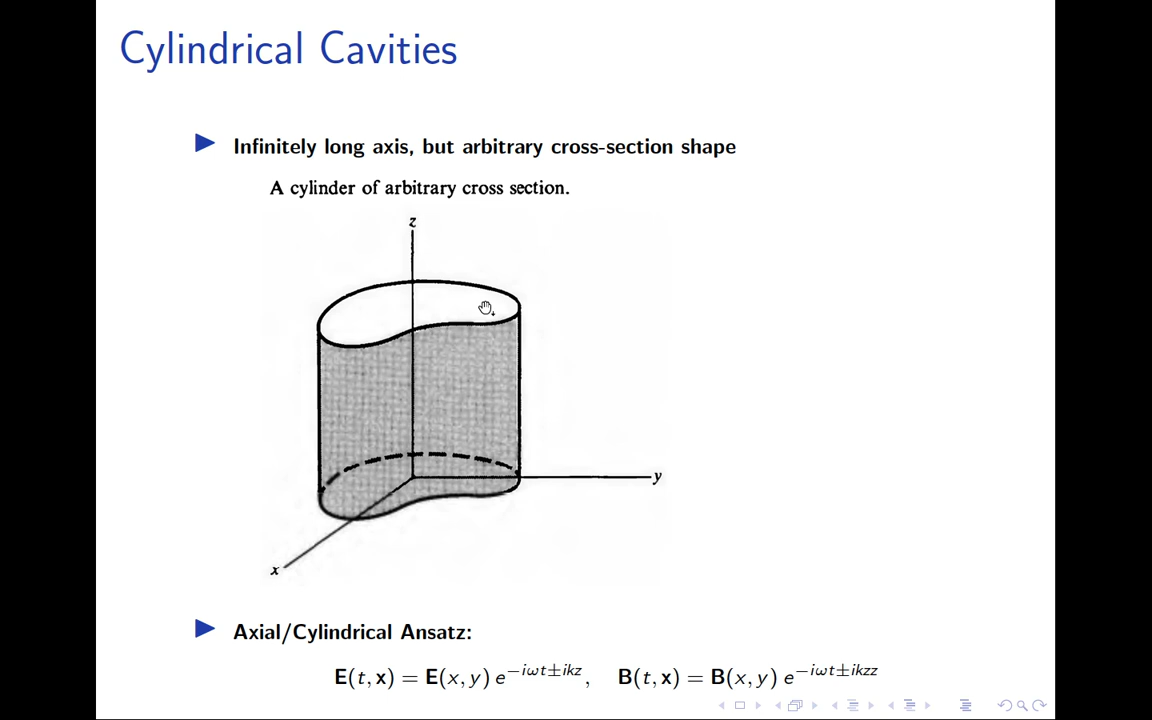 Cylindrical Cavities
Infinitely long axis, but arbitrary cross-section shape
A cylinder of arbitrary cross section.
z
y
x
Axial/Cylindrical Ansatz:
E(t, x) = E(x, y) e^{−iωt±ikz}, B(t, x) = B(x, y) e^{−iωt±ikzz}